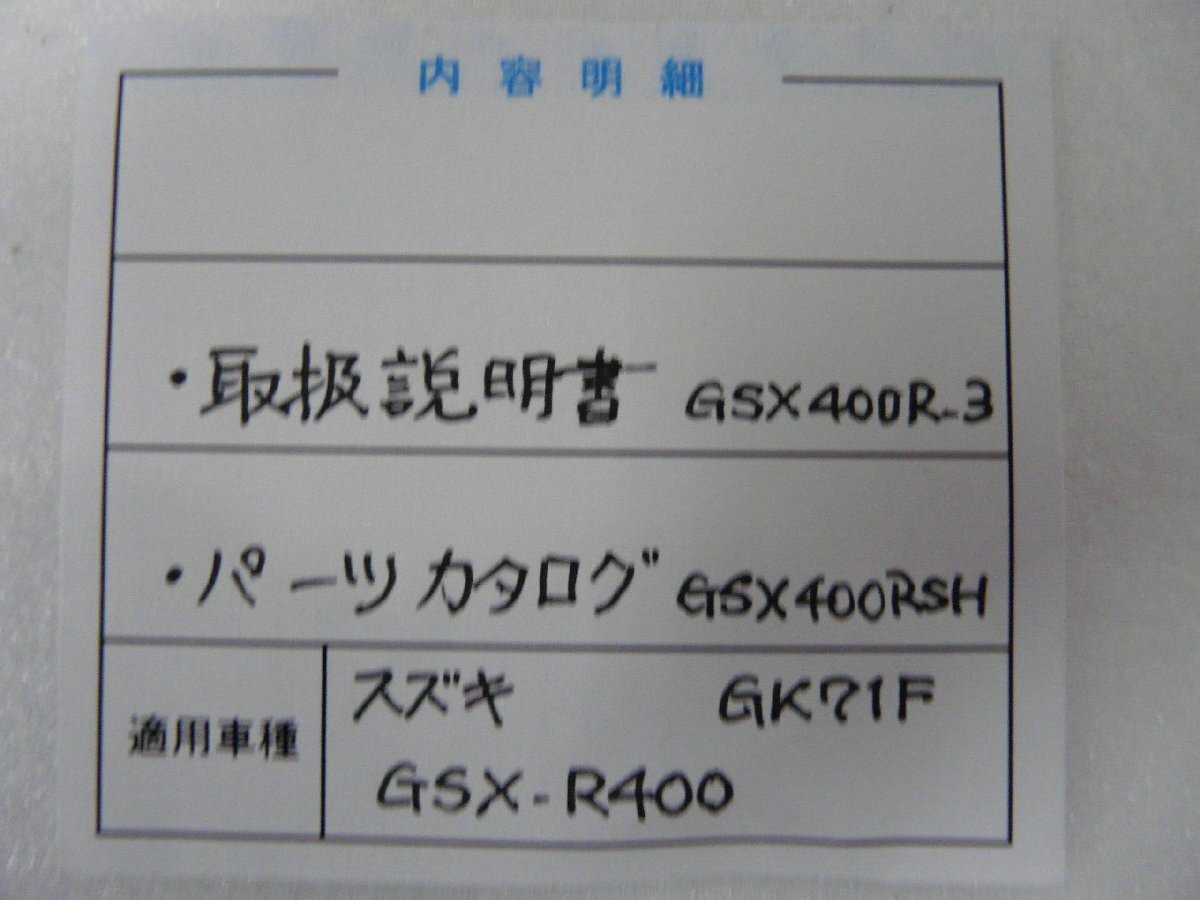 内容明細
・取扱説明書 GSX400R-3
・パーツカタログ GSX400RSH
適用車種
スズキ GK71F
GSX-R400